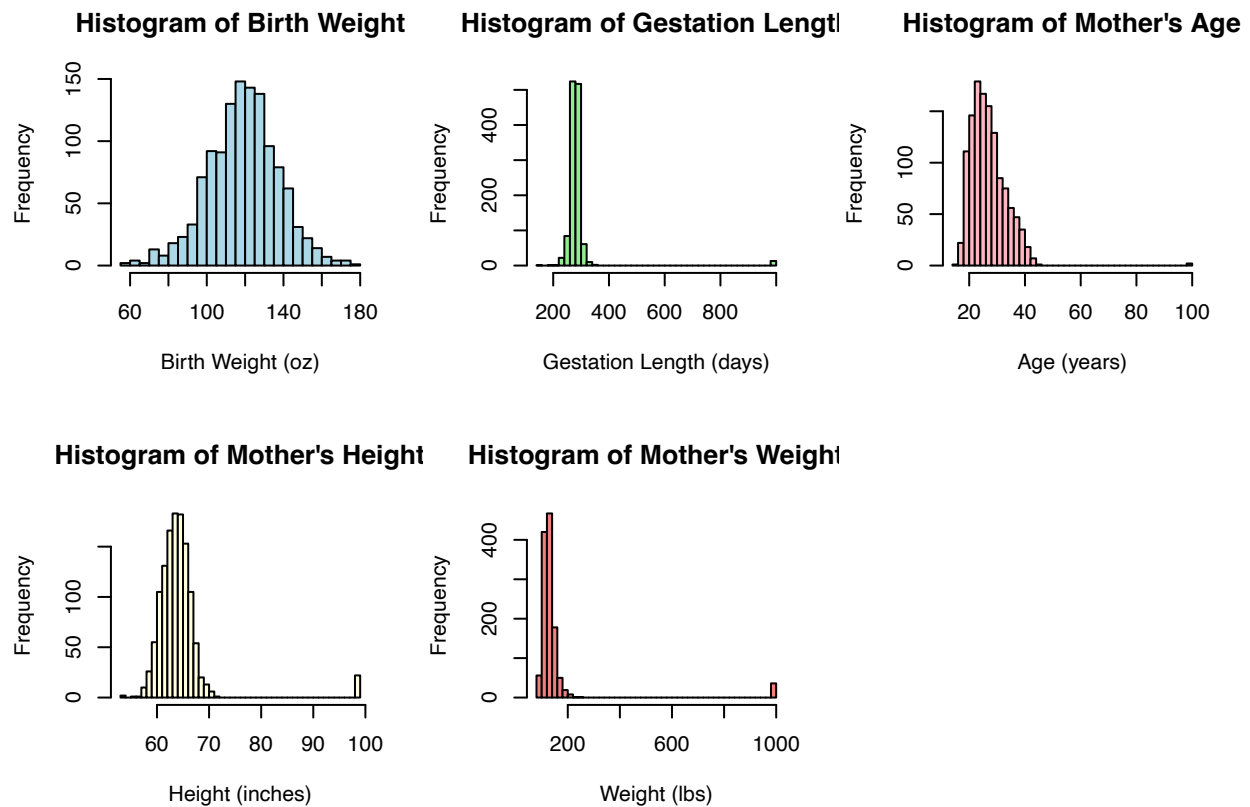 Histogram of Birth Weight
Frequency
0 50 100 150
60 100 140 180
Birth Weight (oz)
Histogram of Gestation Lengt
Frequency
0 200 400
200 400 600 800
Gestation Length (days)
Histogram of Mother's Age
Frequency
0 50 100
20 40 60 80 100
Age (years)
Histogram of Mother's Height
Frequency
0 50 100
60 70 80 90 100
Height (inches)
Histogram of Mother's Weight
Frequency
0 200 400
200 600 1000
Weight (lbs)